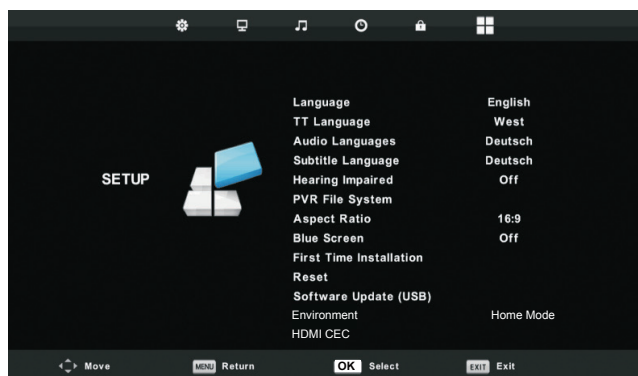 Language English
TT Language West
Audio Languages Deutsch
Subtitle Language Deutsch
SETUP
Hearing Impaired Off
PVR File System
Aspect Ratio 16:9
Blue Screen Off
First Time Installation
Reset
Software Update (USB)
Environment Home Mode
HDMI CEC
Move MENU Return OK Select EXIT Exit